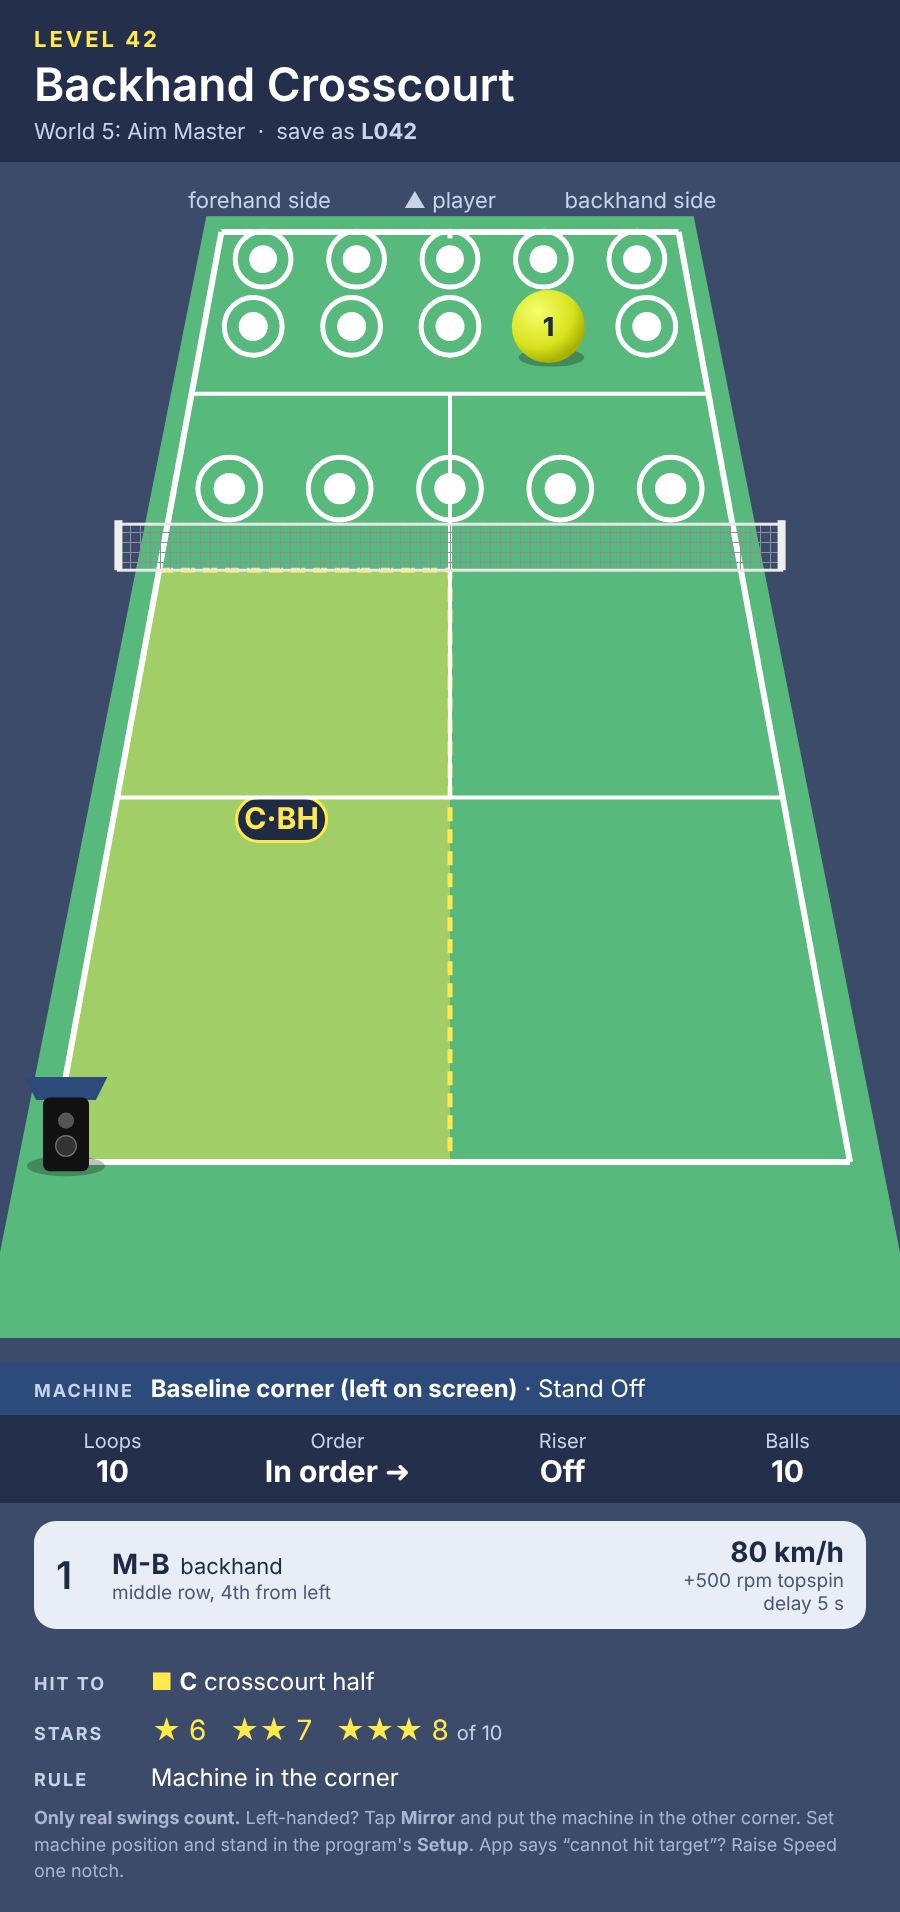 LEVEL 42
Backhand Crosscourt
World 5: Aim Master · save as L042
forehand side ▲ player backhand side
1
C·BH
MACHINE Baseline corner (left on screen) · Stand Off
Loops Order Riser Balls
10 In order ➜ Off 10
1 M-B backhand 80 km/h
middle row, 4th from left +500 rpm topspin
delay 5 s
HIT TO ■ C crosscourt half
STARS ★ 6 ★★ 7 ★★★ 8 of 10
RULE Machine in the corner
Only real swings count. Left-handed? Tap Mirror and put the machine in the other corner. Set
machine position and stand in the program's Setup. App says “cannot hit target”? Raise Speed
one notch.